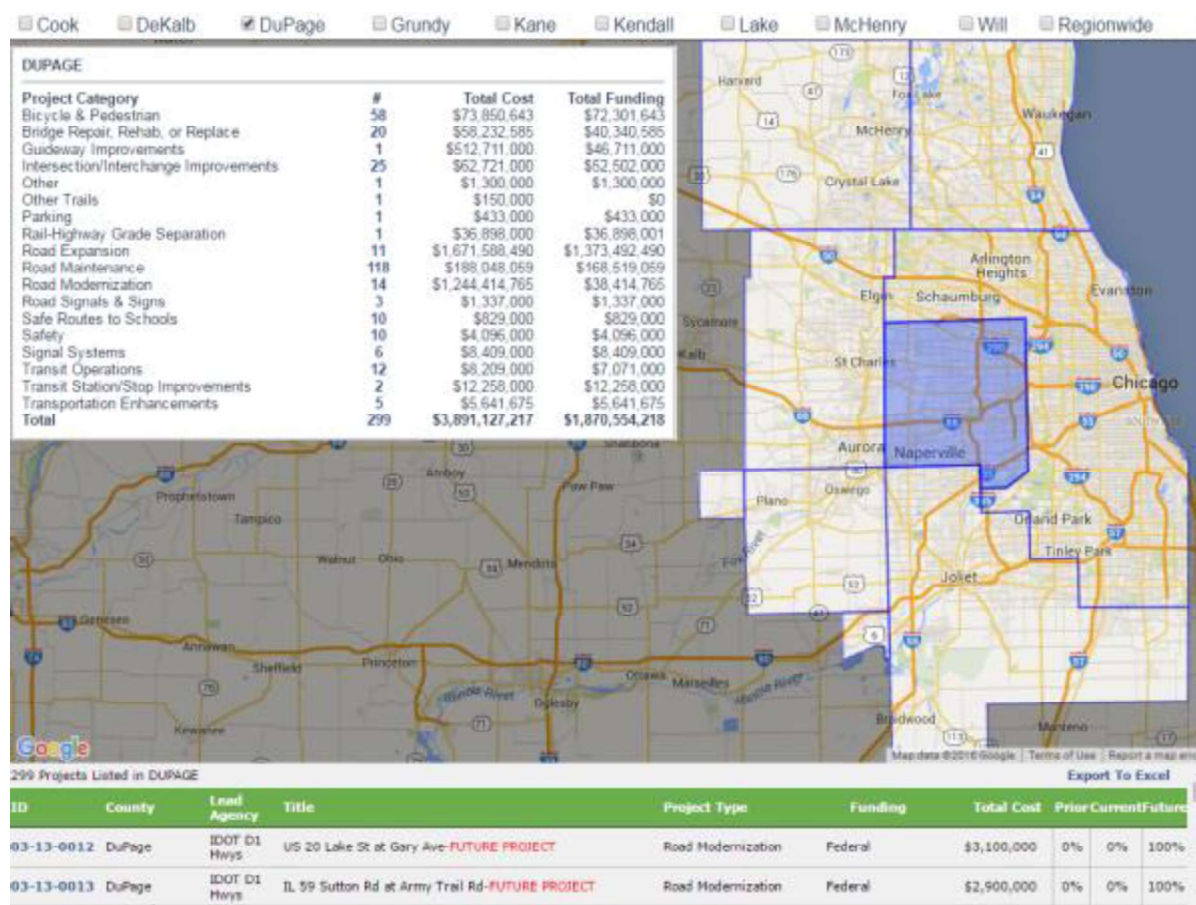 Cook DeKalb DuPage Grundy Kane Kendall Lake McHenry Will Regionwide
DUPAGE
Project Category # Total Cost Total Funding
Bicycle & Pedestrian 58 $73,850,643 $72,301,643
Bridge Repair, Rehab, or Replace 20 $58,232,585 $40,340,585
Guideway Improvements 1 $512,711,000 $46,711,000
Intersection/Interchange Improvements 25 $62,721,000 $52,502,000
Other 1 $1,300,000 $1,300,000
Other Trails 1 $150,000 $0
Parking 1 $433,000 $433,000
Rail-Highway Grade Separation 1 $36,898,000 $36,898,001
Road Expansion 11 $1,671,588,490 $1,373,492,490
Road Maintenance 118 $188,048,059 $168,519,059
Road Modernization 14 $1,244,414,765 $38,414,765
Road Signals & Signs 3 $1,337,000 $1,337,000
Safe Routes to Schools 10 $829,000 $829,000
Safety 10 $4,096,000 $4,096,000
Signal Systems 6 $8,409,000 $8,409,000
Transit Operations 12 $8,209,000 $7,071,000
Transit Station/Stop Improvements 2 $12,258,000 $12,258,000
Transportation Enhancements 5 $5,641,675 $5,641,675
Total 299 $3,891,127,217 $1,870,554,218
Harvard
Fox Lake
Waukegan
McHenry
Crystal Lake
Arlington
Heights
Elgin Schaumburg Evanston
Sycamore
St Charles
Chicago
Aurora Naperville
Amboy
Paw Paw
Prophetstown
Plano Oswego
Tampico
Orland Park
Walnut Ohio Mendota
Fox River
Tinley Park
Joliet
Geneseo
Annawan
Sheffield
Princeton
Ottawa Marseilles
Illinois River Illinois River
Oglesby
Kewanee
Braidwood
Manteno
Google
Map data ©2016 Google Terms of Use Report a map
299 Projects Listed in DUPAGE Export To Excel
ID County Lead Agency Title Project Type Funding Total Cost Prior Current Future
03-13-0012 DuPage IDOT D1 Hwys US 20 Lake St at Gary Ave-FUTURE PROJECT Road Modernization Federal $3,100,000 0% 0% 100%
03-13-0013 DuPage IDOT D1 Hwys IL 59 Sutton Rd at Army Trail Rd-FUTURE PROJECT Road Modernization Federal $2,900,000 0% 0% 100%